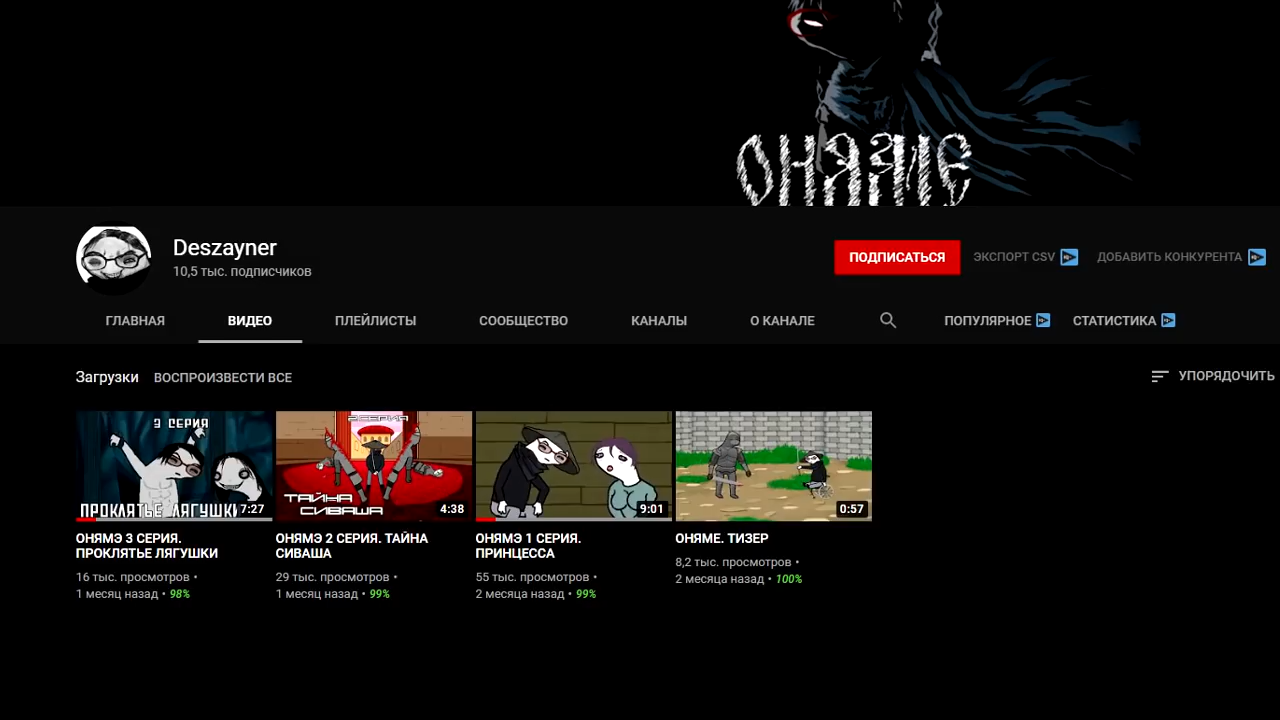 ОНЯМЕ
Deszayner
10,5 тыс. подписчиков
ПОДПИСАТЬСЯ
ЭКСПОРТ CSV
ДОБАВИТЬ КОНКУРЕНТА
ГЛАВНАЯ
ВИДЕО
ПЛЕЙЛИСТЫ
СООБЩЕСТВО
КАНАЛЫ
О КАНАЛЕ
ПОПУЛЯРНОЕ
СТАТИСТИКА
Загрузки
ВОСПРОИЗВЕСТИ ВСЕ
УПОРЯДОЧИТЬ
3 СЕРИЯ
ПРОКЛЯТЬЕ ЛЯГУШКИ
7:27
2 СЕРИЯ
ТАЙНА
СИВАША
4:38
9:01
0:57
ОНЯМЭ 3 СЕРИЯ.
ПРОКЛЯТЬЕ ЛЯГУШКИ
16 тыс. просмотров •
1 месяц назад • 98%
ОНЯМЭ 2 СЕРИЯ. ТАЙНА
СИВАША
29 тыс. просмотров •
1 месяц назад • 99%
ОНЯМЭ 1 СЕРИЯ.
ПРИНЦЕССА
55 тыс. просмотров •
2 месяца назад • 99%
ОНЯМЕ. ТИЗЕР
8,2 тыс. просмотров •
2 месяца назад • 100%